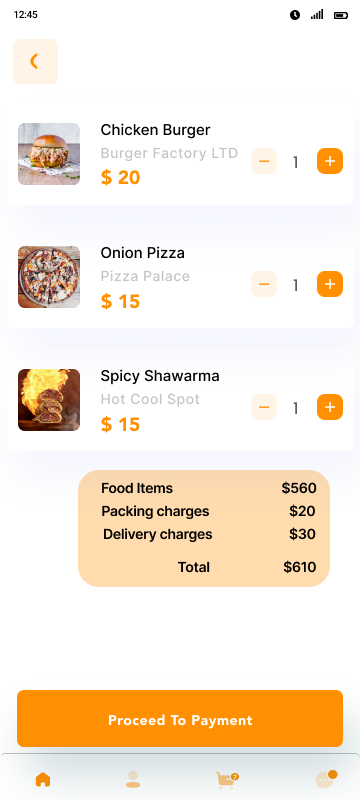 12:45
Chicken Burger
Burger Factory LTD
$ 20
1
Onion Pizza
Pizza Palace
$ 15
1
Spicy Shawarma
Hot Cool Spot
$ 15
1
Food Items $560
Packing charges $20
Delivery charges $30
Total $610
Proceed To Payment
7